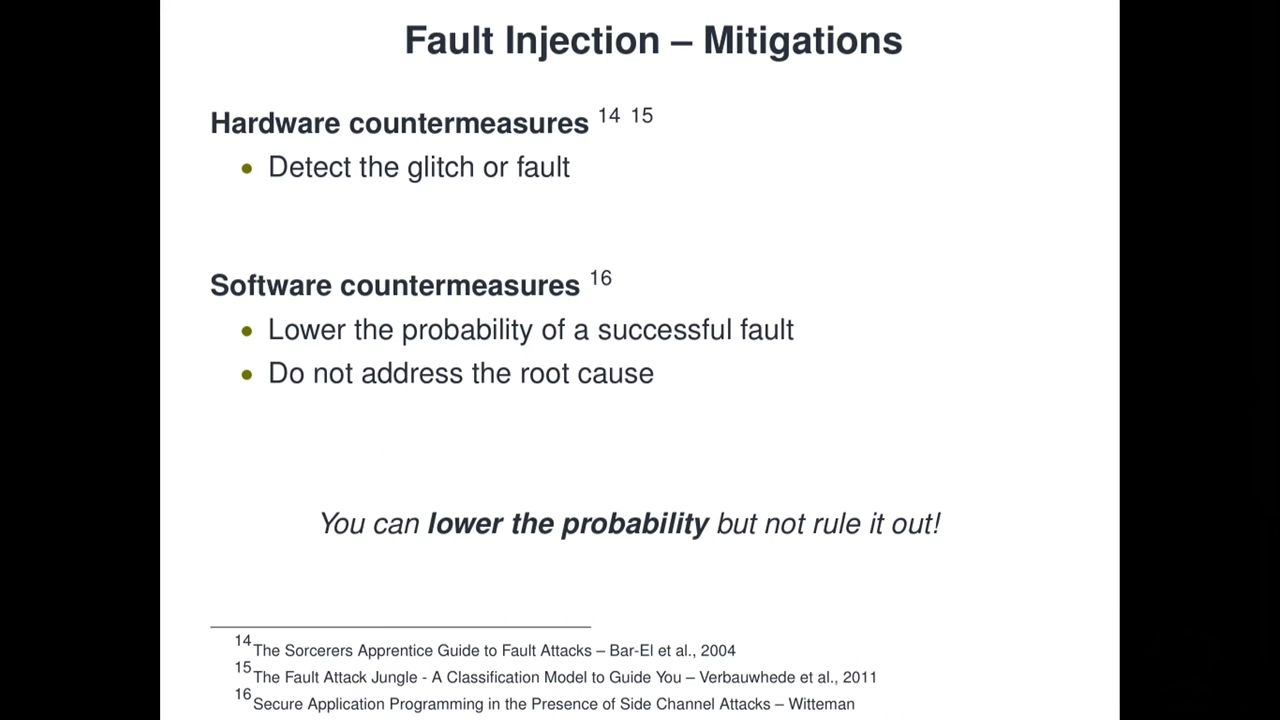 Fault Injection – Mitigations
Hardware countermeasures 14 15
• Detect the glitch or fault
Software countermeasures 16
• Lower the probability of a successful fault
• Do not address the root cause
You can lower the probability but not rule it out!
14 The Sorcerers Apprentice Guide to Fault Attacks – Bar-El et al., 2004
15 The Fault Attack Jungle - A Classification Model to Guide You – Verbauwhede et al., 2011
16 Secure Application Programming in the Presence of Side Channel Attacks – Witteman